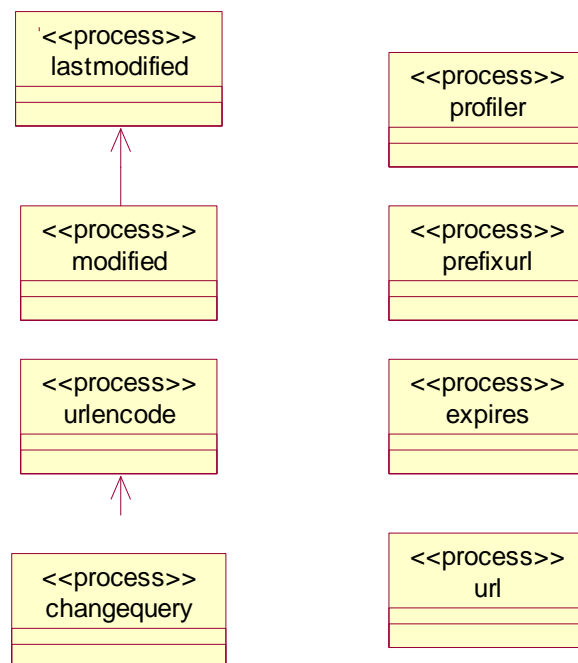 <<process>>
lastmodified
<<process>>
modified
<<process>>
urlencode
<<process>>
changequery
<<process>>
profiler
<<process>>
prefixurl
<<process>>
expires
<<process>>
url